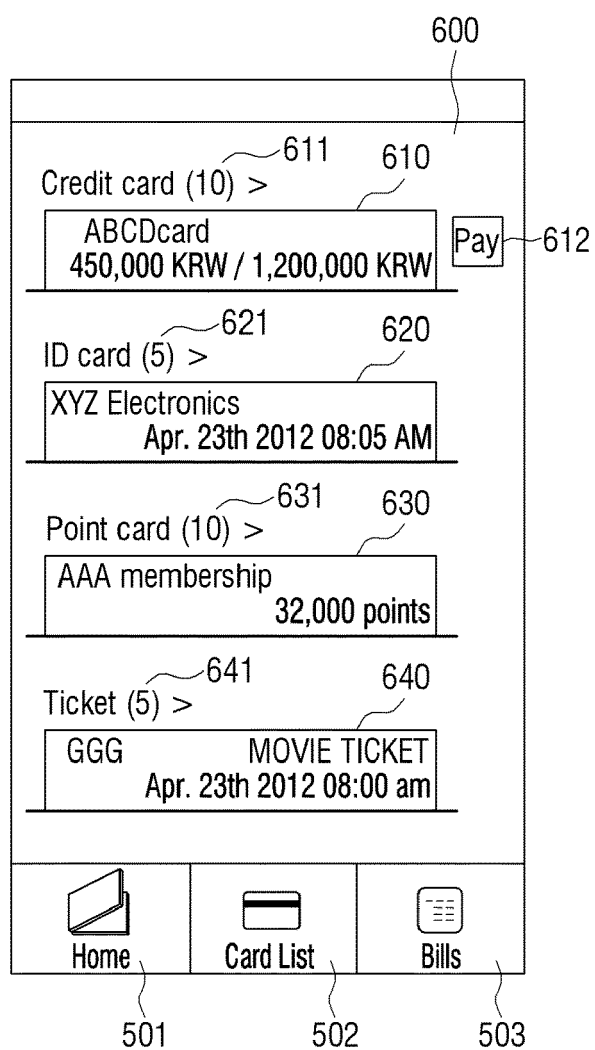 600
611
610
Credit card (10) >
ABCDcard
450,000 KRW / 1,200,000 KRW
Pay
612
621
620
ID card (5) >
XYZ Electronics
Apr. 23th 2012 08:05 AM
631
630
Point card (10) >
AAA membership
32,000 points
641
640
Ticket (5) >
GGG MOVIE TICKET
Apr. 23th 2012 08:00 am
Home Card List Bills
501 502 503